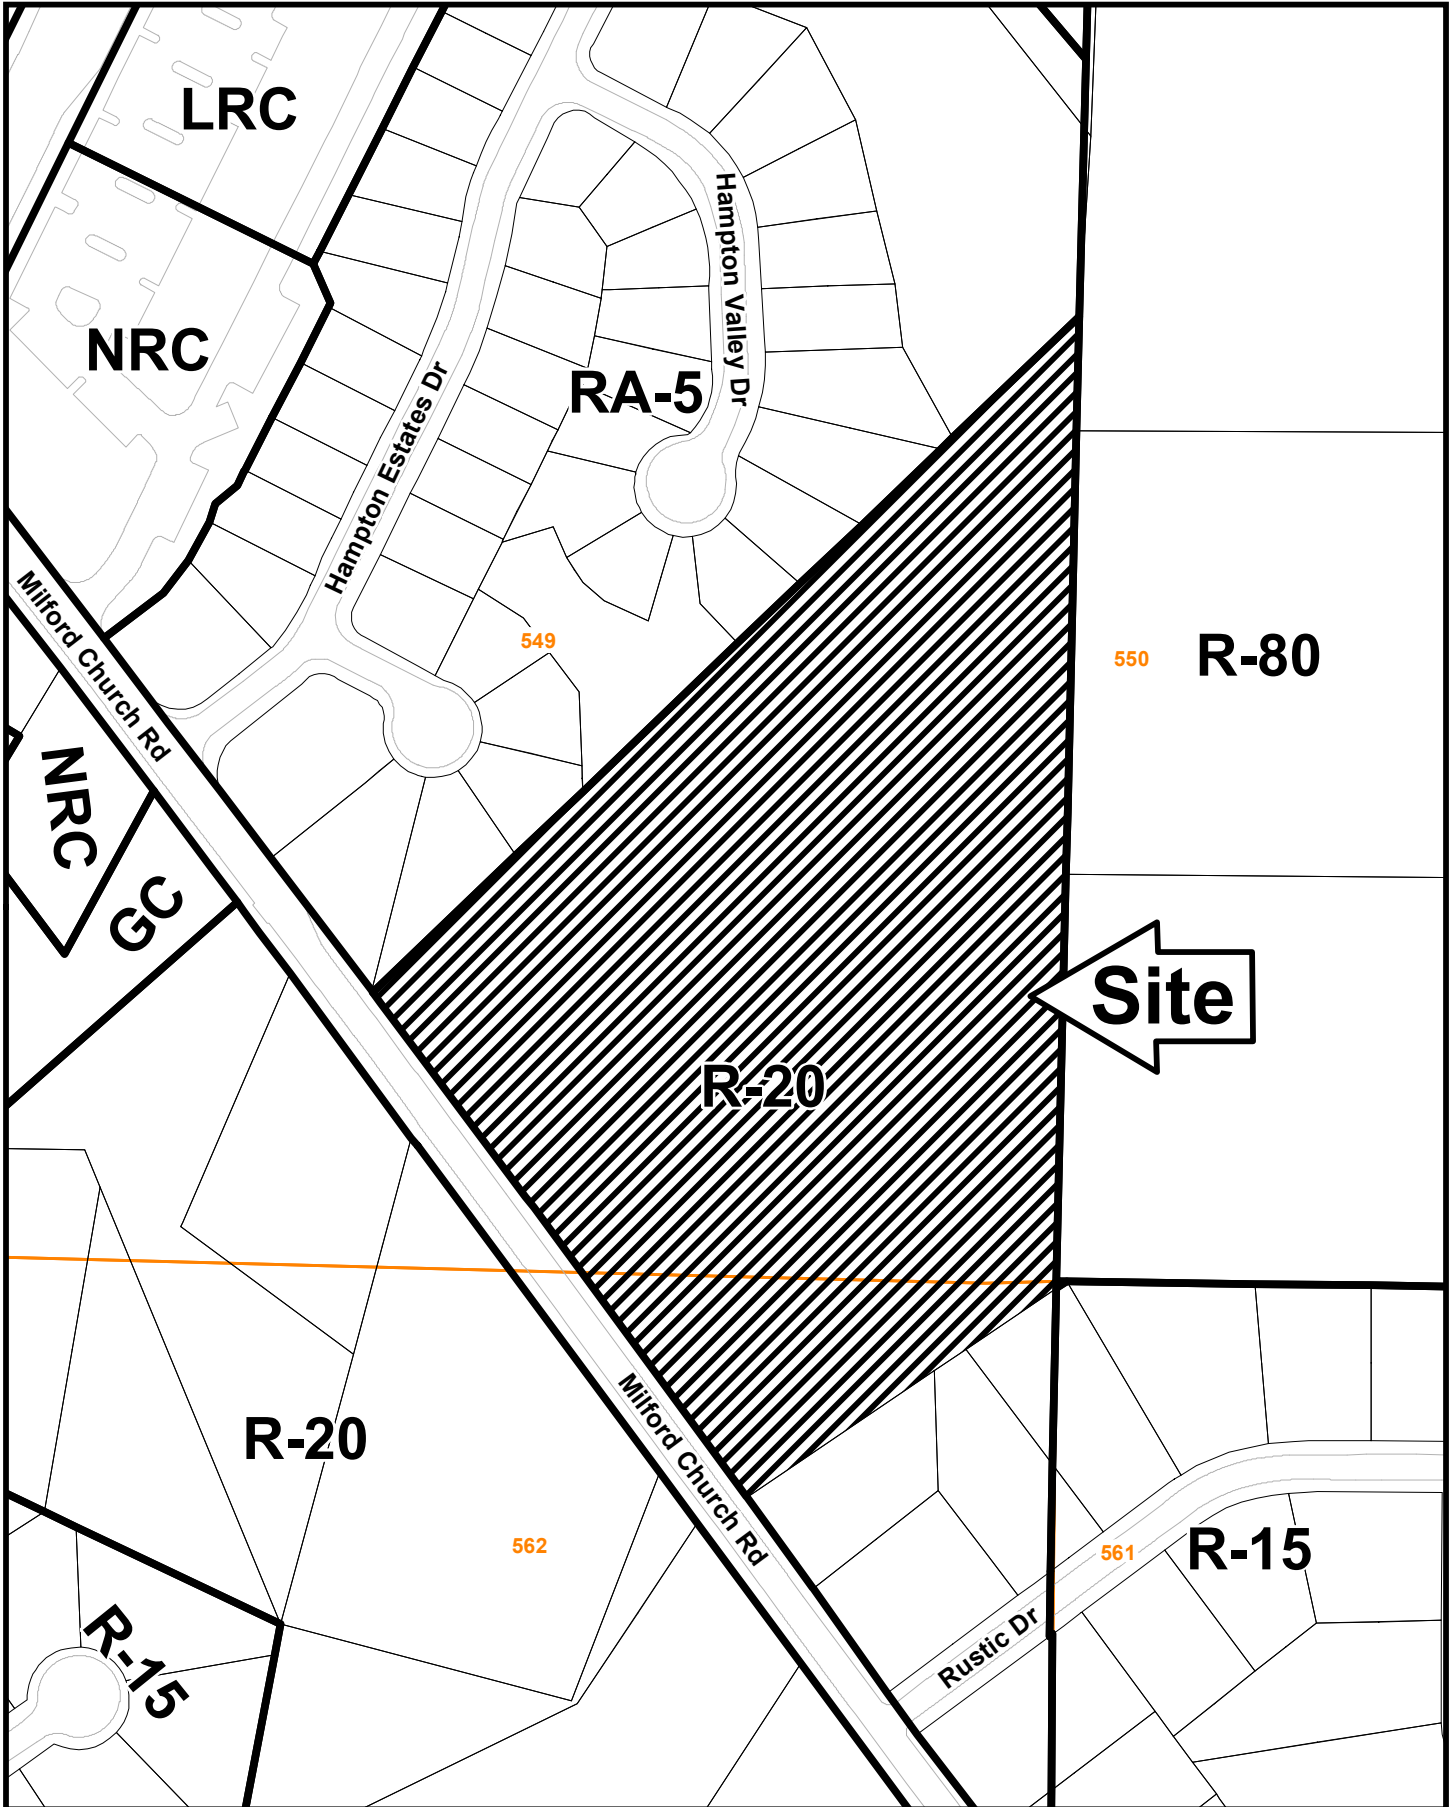 LRC
Hampton Valley Dr
NRC
RA-5
Hampton Estates Dr
Milford Church Rd
549
550
R-80
NRC
GC
Site
R-20
R-20
Milford Church Rd
562
561
R-15
R-15
Rustic Dr